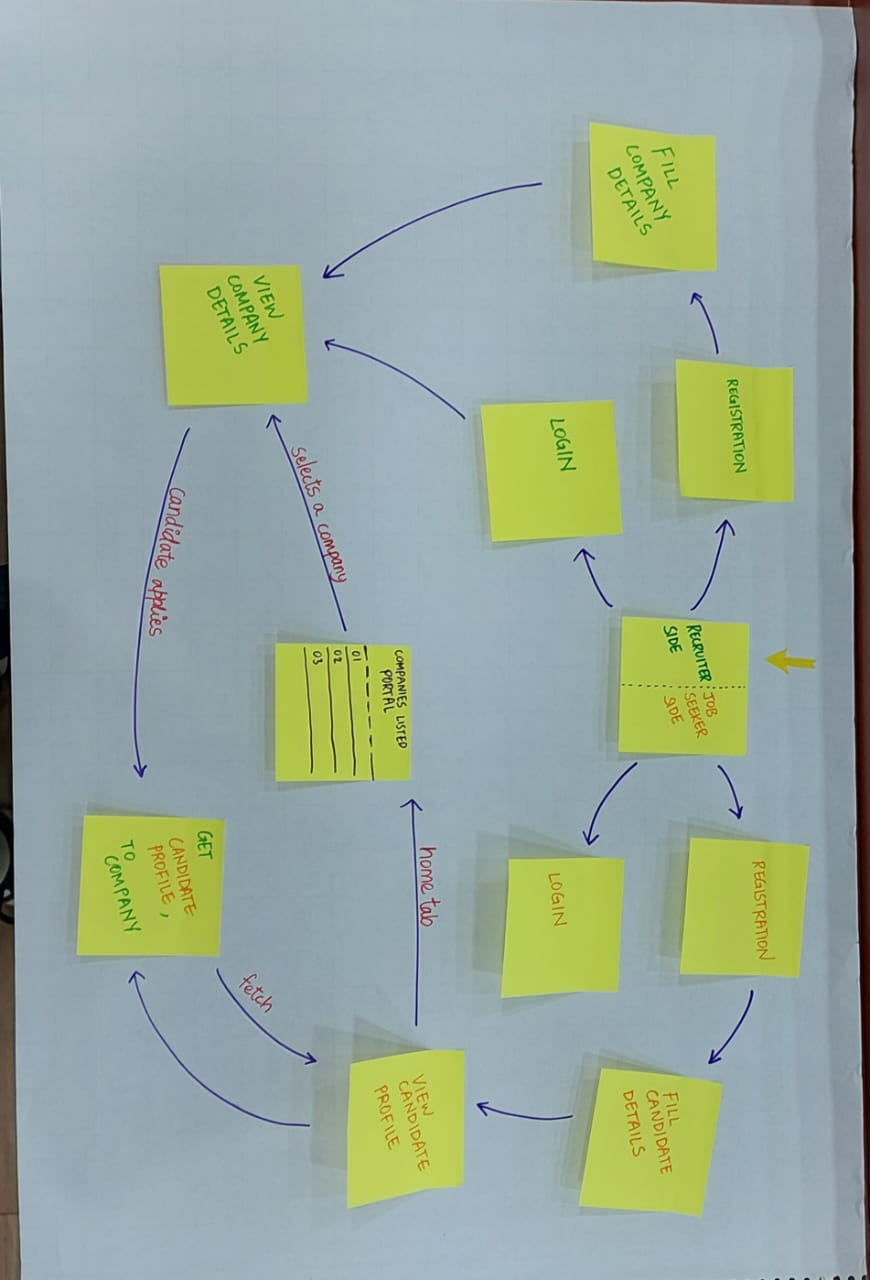 RECRUITER
SIDE
JOB
SEEKER
SIDE
REGISTRATION
LOGIN
FILL
COMPANY
DETAILS
VIEW
COMPANY
DETAILS
REGISTRATION
LOGIN
FILL
CANDIDATE
DETAILS
VIEW
CANDIDATE
PROFILE
home tab
COMPANIES LISTED
PORTAL
01
02
03
selects a company
candidate applies
GET
CANDIDATE
PROFILE,
TO
COMPANY
fetch